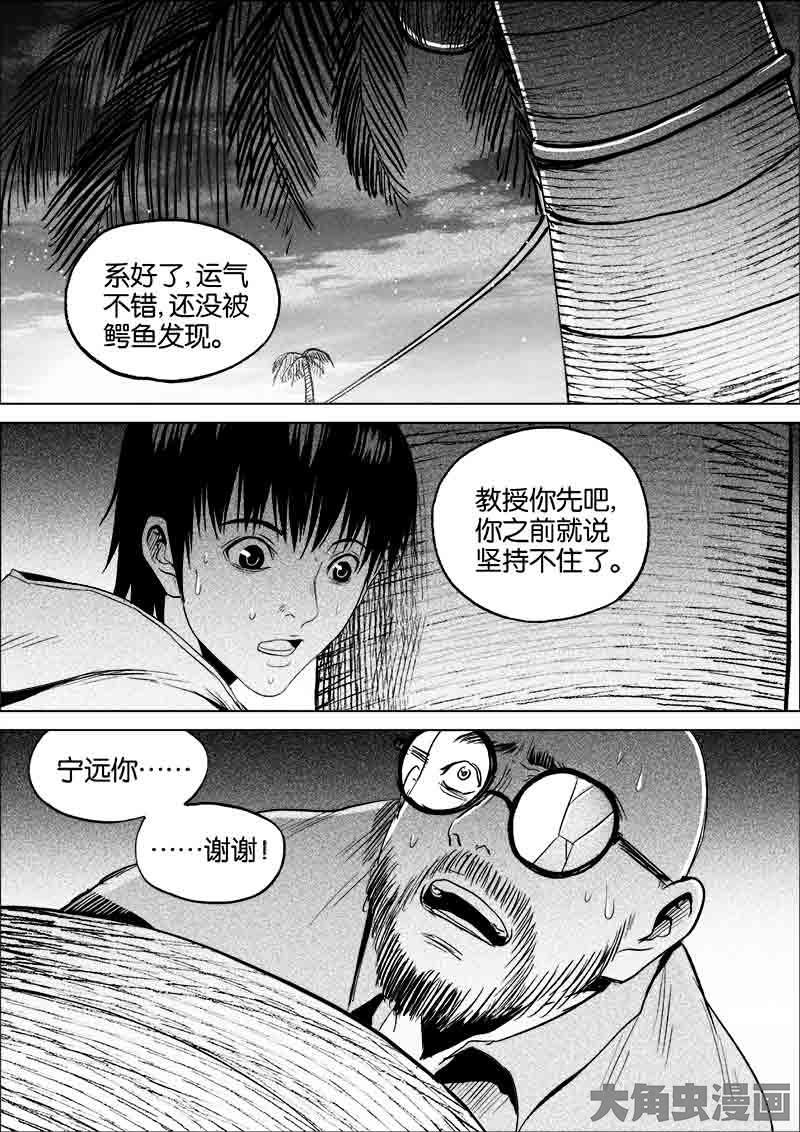 系好了,运气
不错,还没被
鳄鱼发现。
教授你先吧,
你之前就说
坚持不住了。
宁远你……
……谢谢!
大角虫漫画